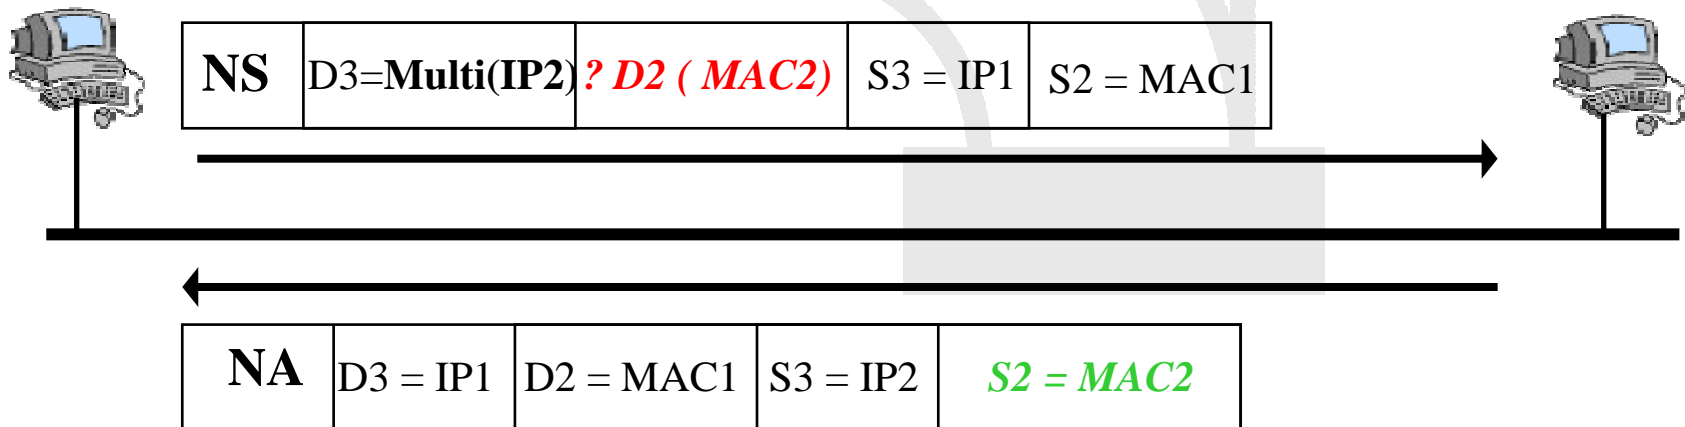 NS D3=Multi(IP2) ? D2 ( MAC2) S3 = IP1 S2 = MAC1
NA D3 = IP1 D2 = MAC1 S3 = IP2 S2 = MAC2